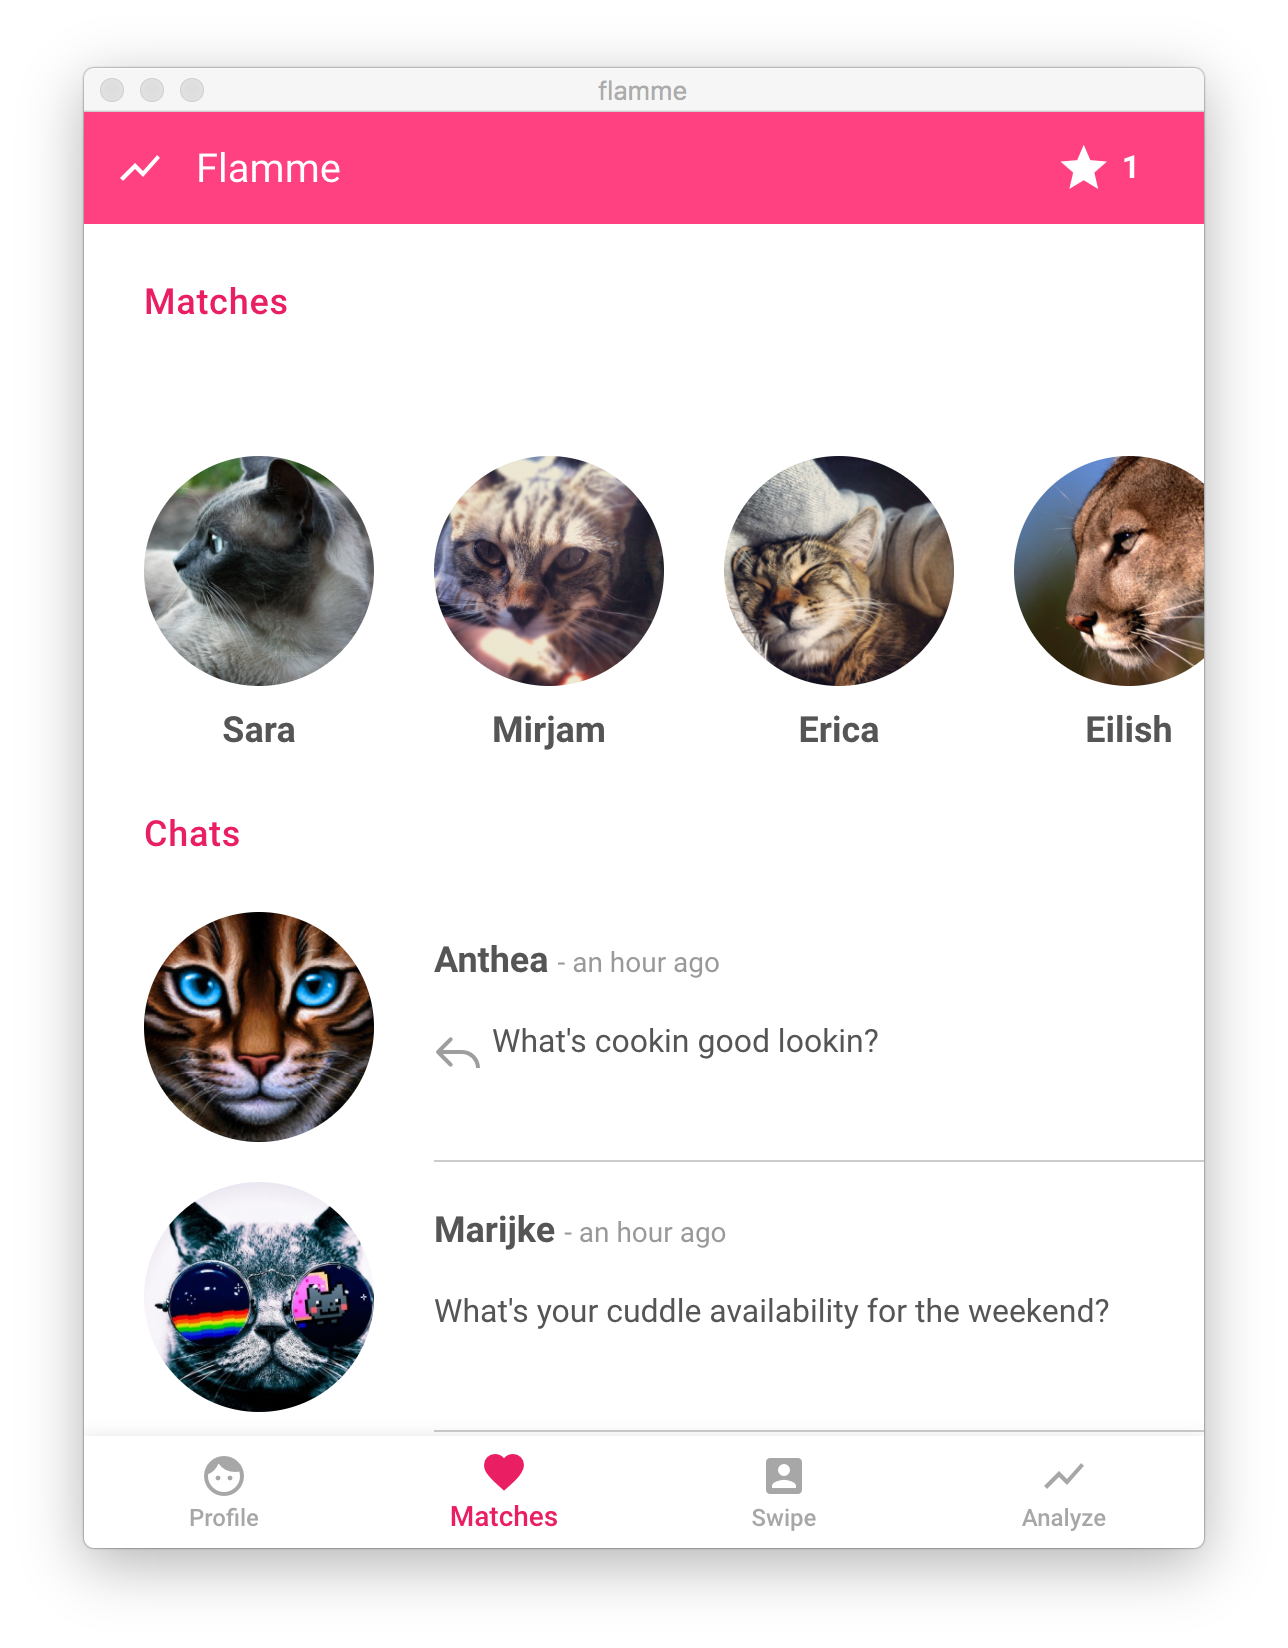 flamme
Flamme 1
Matches
Sara Mirjam Erica Eilish
Chats
Anthea - an hour ago
What's cookin good lookin?
Marijke - an hour ago
What's your cuddle availability for the weekend?
Profile Matches Swipe Analyze